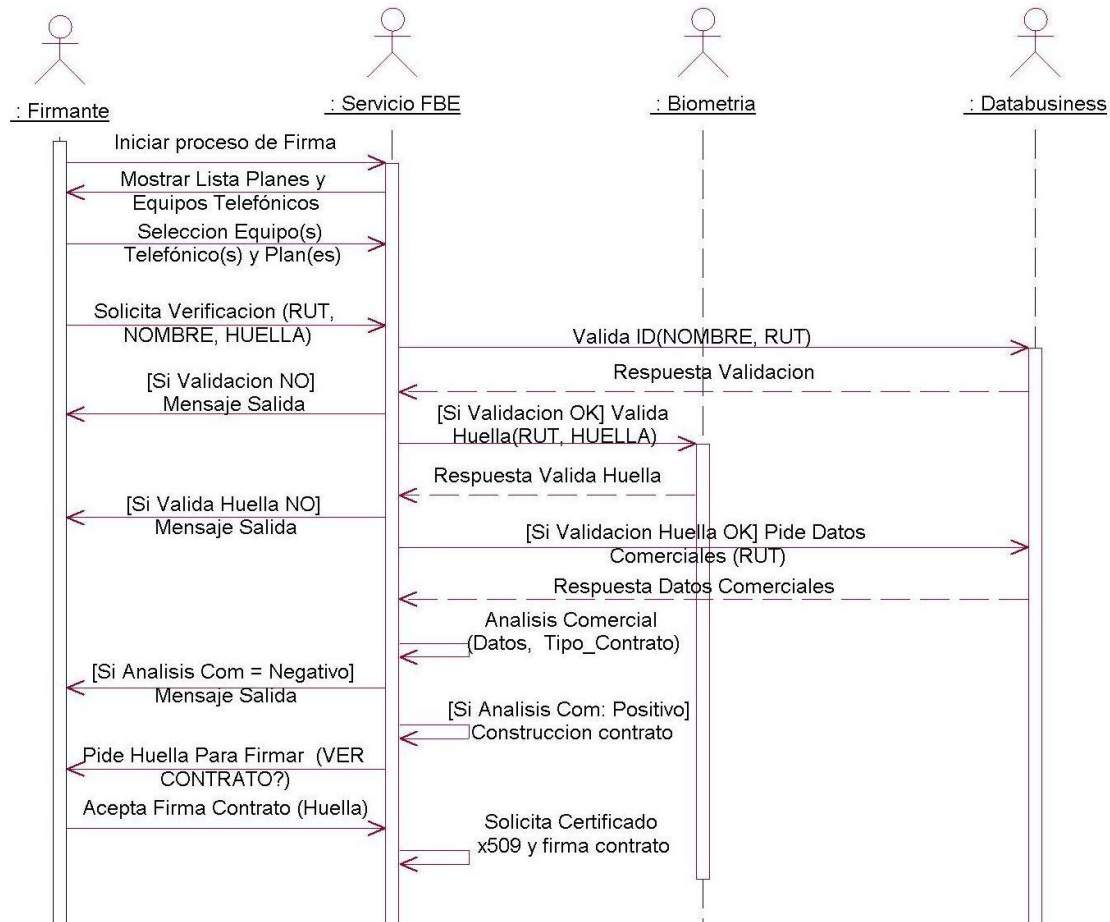 : Firmante
: Servicio FBE
: Biometria
: Databusiness
Iniciar proceso de Firma
Mostrar Lista Planes y
Equipos Telefónicos
Seleccion Equipo(s)
Telefónico(s) y Plan(es)
Solicita Verificacion (RUT,
NOMBRE, HUELLA)
Valida ID(NOMBRE, RUT)
Respuesta Validacion
[Si Validacion NO]
Mensaje Salida
[Si Validacion OK] Valida
Huella(RUT, HUELLA)
Respuesta Valida Huella
[Si Valida Huella NO]
Mensaje Salida
[Si Validacion Huella OK] Pide Datos
Comerciales (RUT)
Respuesta Datos Comerciales
Analisis Comercial
(Datos, Tipo_Contrato)
[Si Analisis Com = Negativo]
Mensaje Salida
[Si Analisis Com: Positivo]
Construccion contrato
Pide Huella Para Firmar (VER
CONTRATO?)
Acepta Firma Contrato (Huella)
Solicita Certificado
x509 y firma contrato